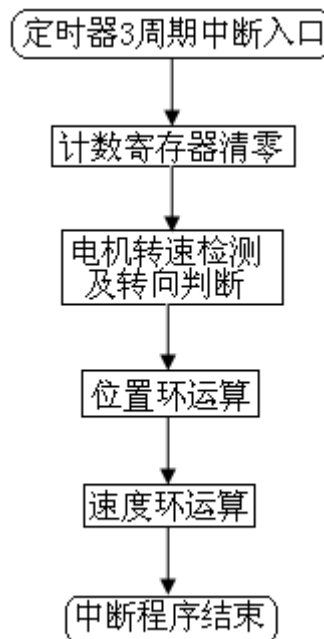 定时器3周期中断入口
计数寄存器清零
电机转速检测
及转向判断
位置环运算
速度环运算
中断程序结束